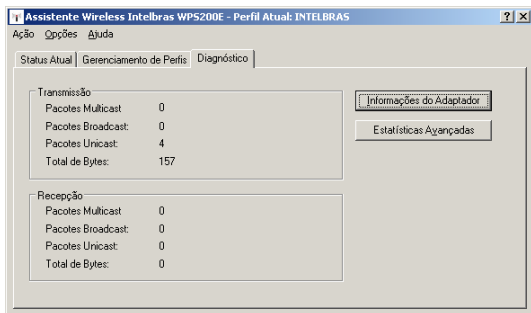 Assistente Wireless Intelbras WPS200E - Perfil Atual: INTELBRAS
Ação Opções Ajuda
Status Atual Gerenciamento de Perfis Diagnóstico
Transmissão
Pacotes Multicast 0
Pacotes Broadcast: 0
Pacotes Unicast: 4
Total de Bytes: 157
Informações do Adaptador
Estatísticas Avançadas
Recepção
Pacotes Multicast 0
Pacotes Broadcast: 0
Pacotes Unicast: 0
Total de Bytes: 0